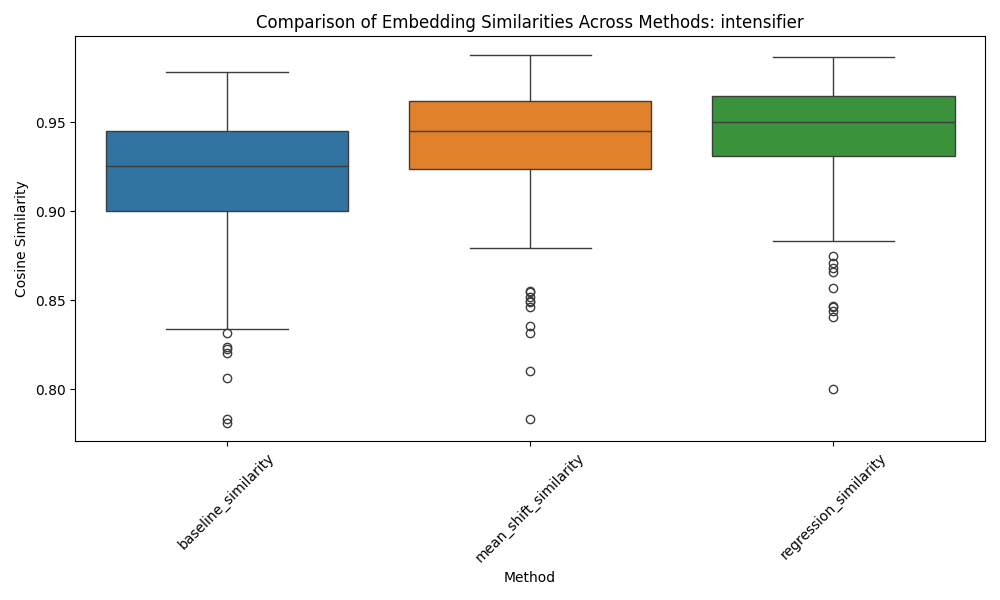 Comparison of Embedding Similarities Across Methods: intensifier
Cosine Similarity
0.95
0.90
0.85
0.80
baseline_similarity
mean_shift_similarity
regression_similarity
Method